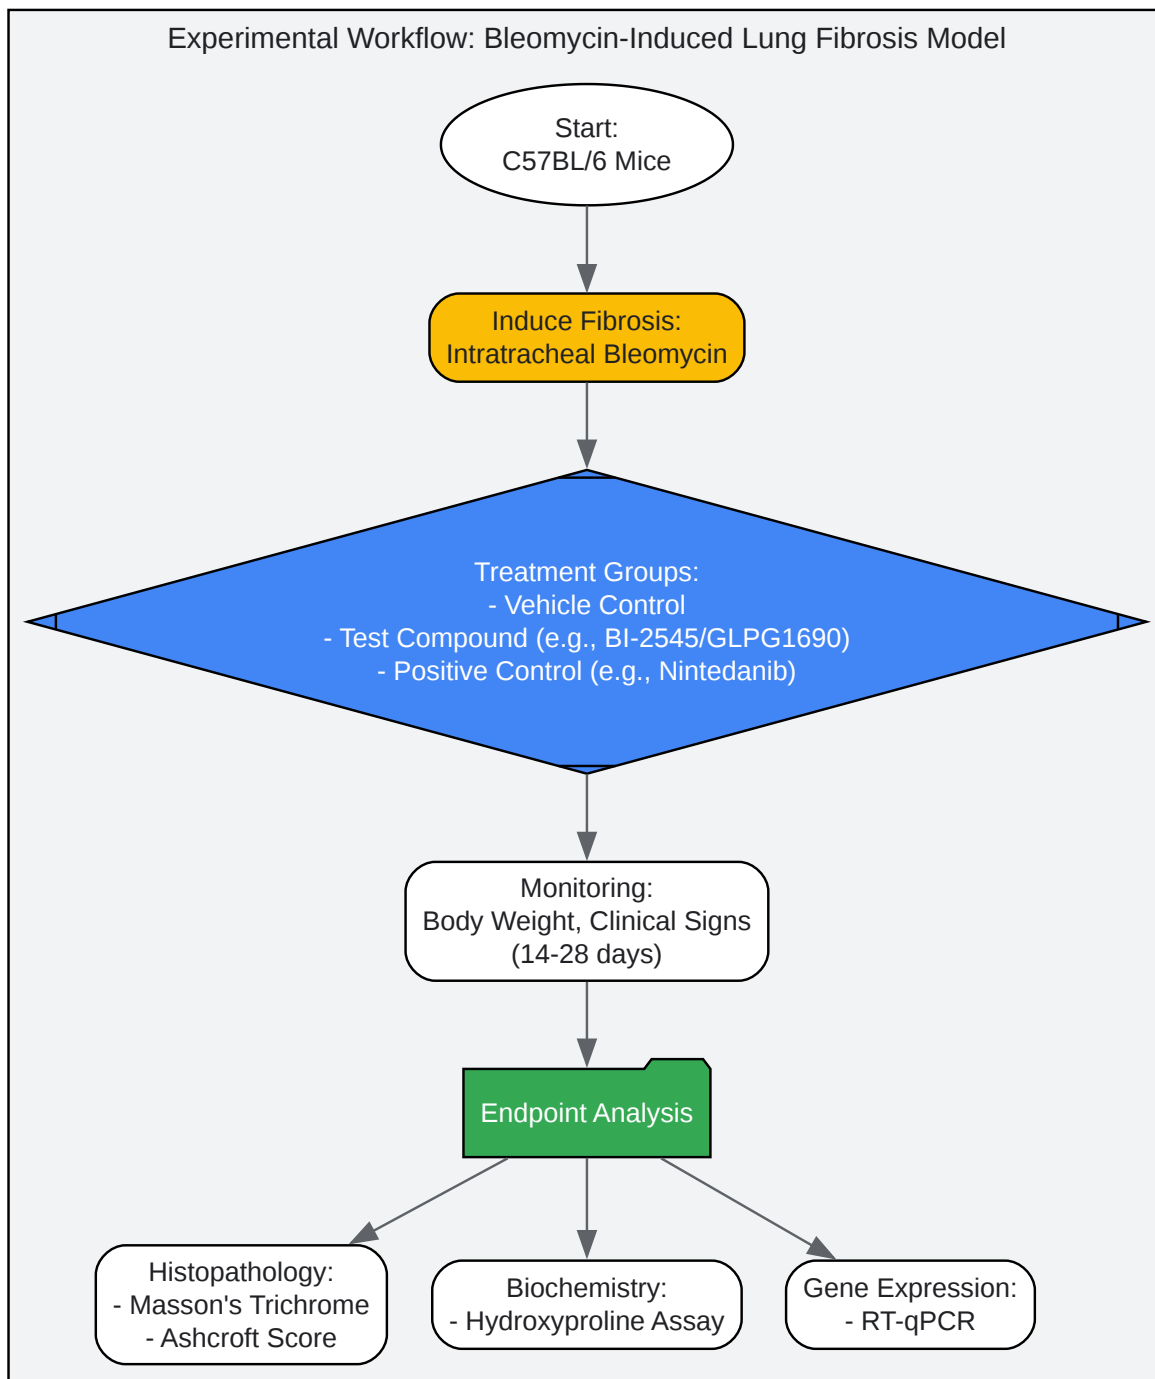 Experimental Workflow: Bleomycin-Induced Lung Fibrosis Model
Start:
C57BL/6 Mice
Induce Fibrosis:
Intratracheal Bleomycin
Treatment Groups:
- Vehicle Control
- Test Compound (e.g., BI-2545/GLPG1690)
- Positive Control (e.g., Nintedanib)
Monitoring:
Body Weight, Clinical Signs
(14-28 days)
Endpoint Analysis
Histopathology:
- Masson's Trichrome
- Ashcroft Score
Biochemistry:
- Hydroxyproline Assay
Gene Expression:
- RT-qPCR